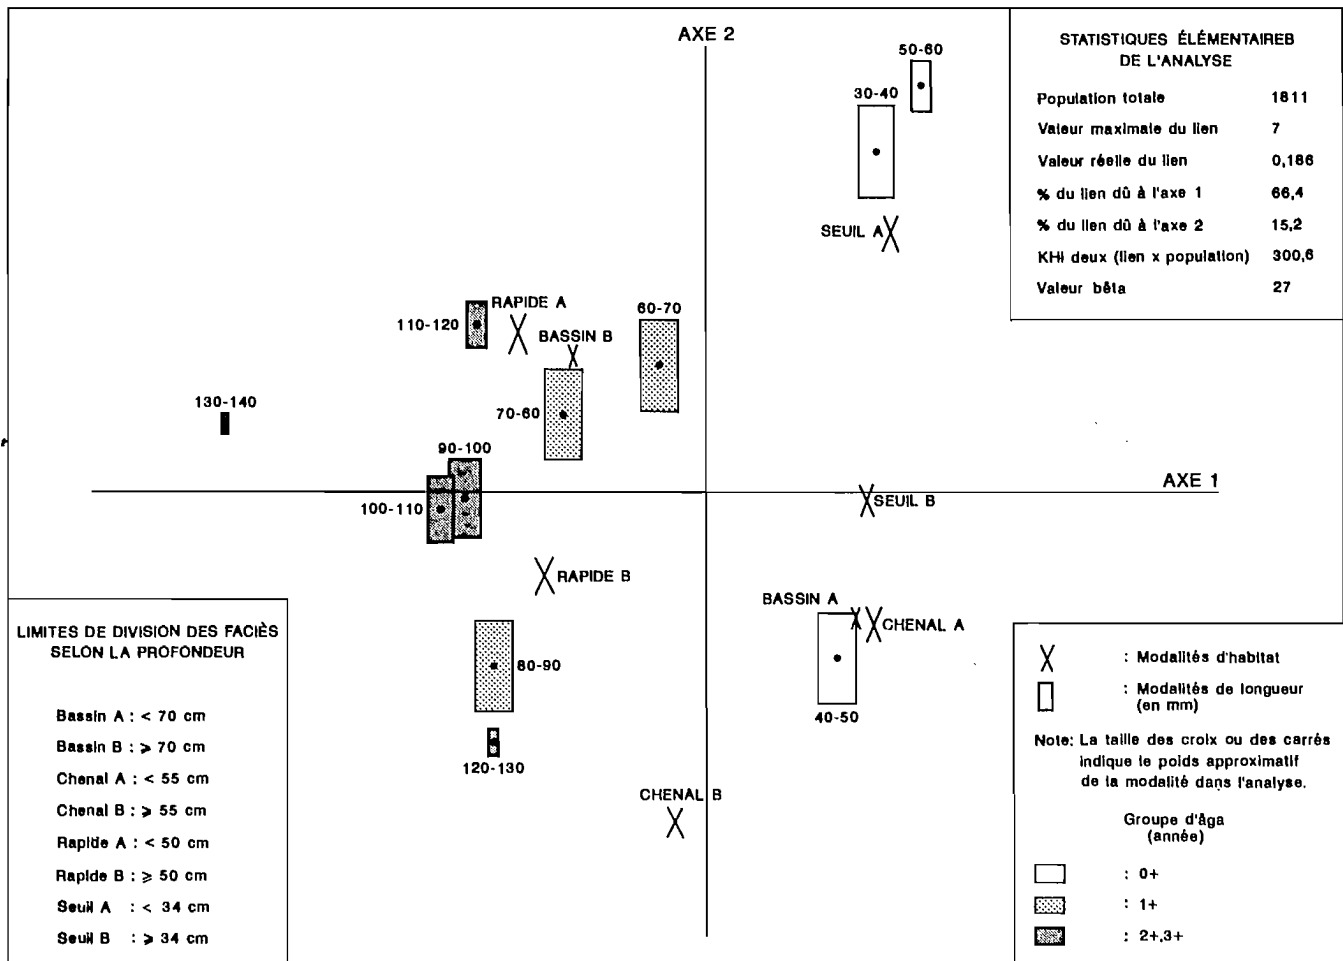 AXE 2
50-60
30-40
SEUIL A
RAPIDE A
110-120
BASSIN B
60-70
130-140
70-60
90-100
AXE 1
100-110
SEUIL B
RAPIDE B
BASSIN A
CHENAL A
80-90
40-50
120-130
CHENAL B
STATISTIQUES ÉLÉMENTAIREB
DE L'ANALYSE
Population totale 1811
Valeur maximale du lien 7
Valeur réelle du lien 0,186
% du lien dû à l'axe 1 66,4
% du lien dû à l'axe 2 15,2
KHI deux (lien x population) 300,6
Valeur bêta 27
LIMITES DE DIVISION DES FACIÈS
SELON LA PROFONDEUR
Bassin A : < 70 cm
Bassin B : ⩾ 70 cm
Chenal A : < 55 cm
Chenal B : ⩾ 55 cm
Rapide A : < 50 cm
Rapide B : ⩾ 50 cm
Seuil A : < 34 cm
Seuil B : ⩾ 34 cm
: Modalités d'habitat
: Modalités de longueur
(en mm)
Note: La taille des croix ou des carrés
indique le poids approximatif
de la modalité dans l'analyse.
Groupe d'âga
(année)
: 0+
: 1+
: 2+,3+